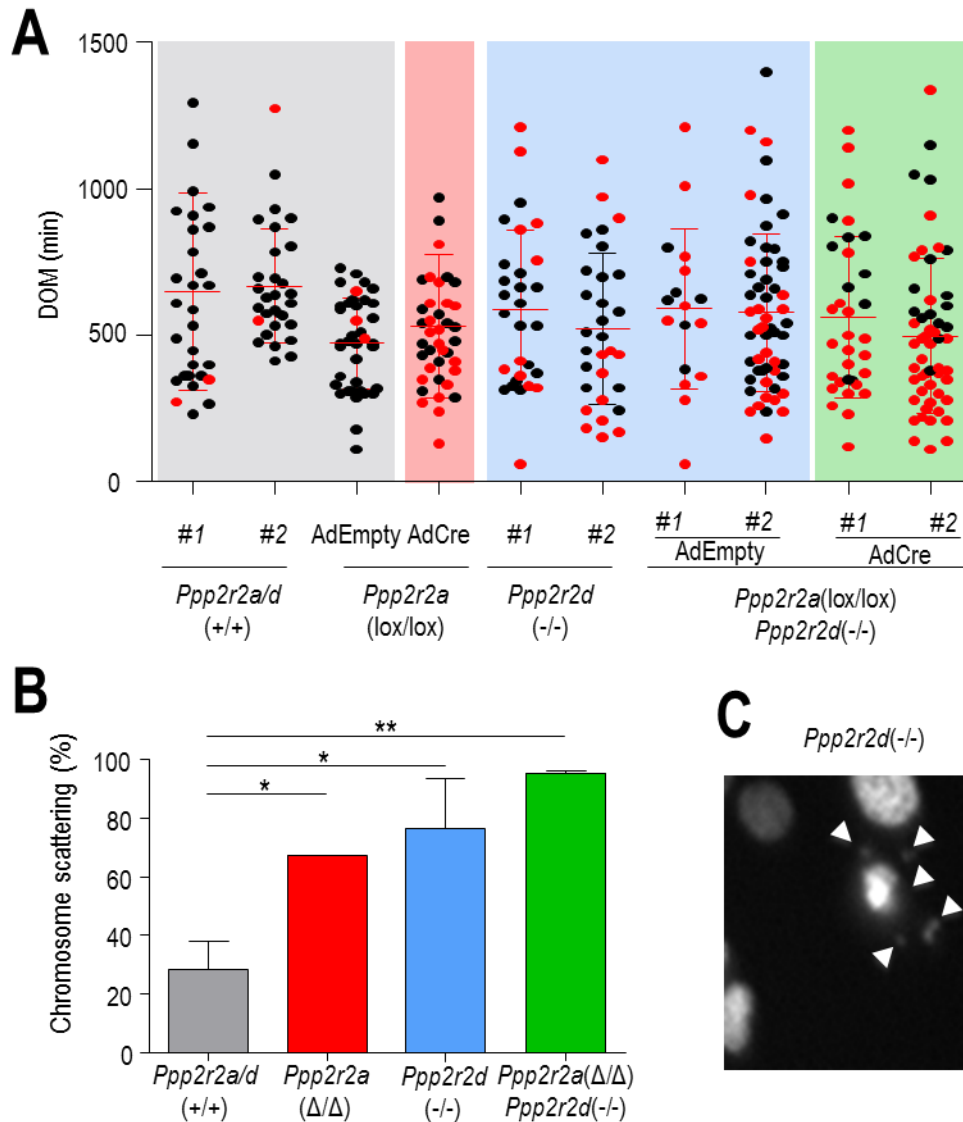 A
1500
1000
500
0
DOM (min)
#1 #2 AdEmpty AdCre #1 #2 #1 #2 #1 #2
AdEmpty AdCre
Ppp2r2a/d Ppp2r2a Ppp2r2d Ppp2r2a(lox/lox)
(+/+) (lox/lox) (-/-) Ppp2r2d(-/-)
B
Chromosome scattering (%)
100
80
60
40
20
0
**
*
*
Ppp2r2a/d Ppp2r2a Ppp2r2d Ppp2r2a(Δ/Δ)
(+/+) (Δ/Δ) (-/-) Ppp2r2d(-/-)
C
Ppp2r2d(-/-)